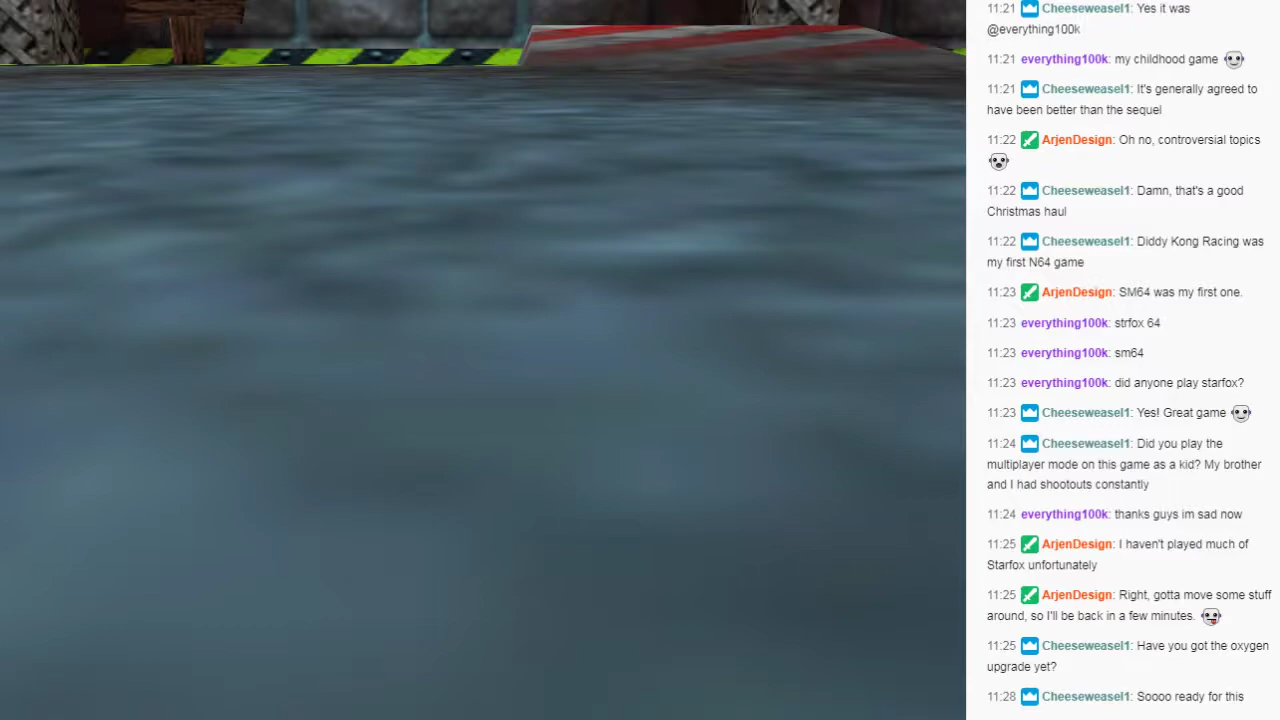 11:21 Cheeseweasel1: Yes it was
@everything100k
11:21 everything100k: my childhood game
11:21 Cheeseweasel1: It's generally agreed to
have been better than the sequel
11:22 ArjenDesign: Oh no, controversial topics
11:22 Cheeseweasel1: Damn, that's a good
Christmas haul
11:22 Cheeseweasel1: Diddy Kong Racing was
my first N64 game
11:23 ArjenDesign: SM64 was my first one.
11:23 everything100k: strfox 64
11:23 everything100k: sm64
11:23 everything100k: did anyone play starfox?
11:23 Cheeseweasel1: Yes! Great game
11:24 Cheeseweasel1: Did you play the
multiplayer mode on this game as a kid? My brother
and I had shootouts constantly
11:24 everything100k: thanks guys im sad now
11:25 ArjenDesign: I haven't played much of
Starfox unfortunately
11:25 ArjenDesign: Right, gotta move some stuff
around, so I'll be back in a few minutes.
11:25 Cheeseweasel1: Have you got the oxygen
upgrade yet?
11:28 Cheeseweasel1: Soooo ready for this